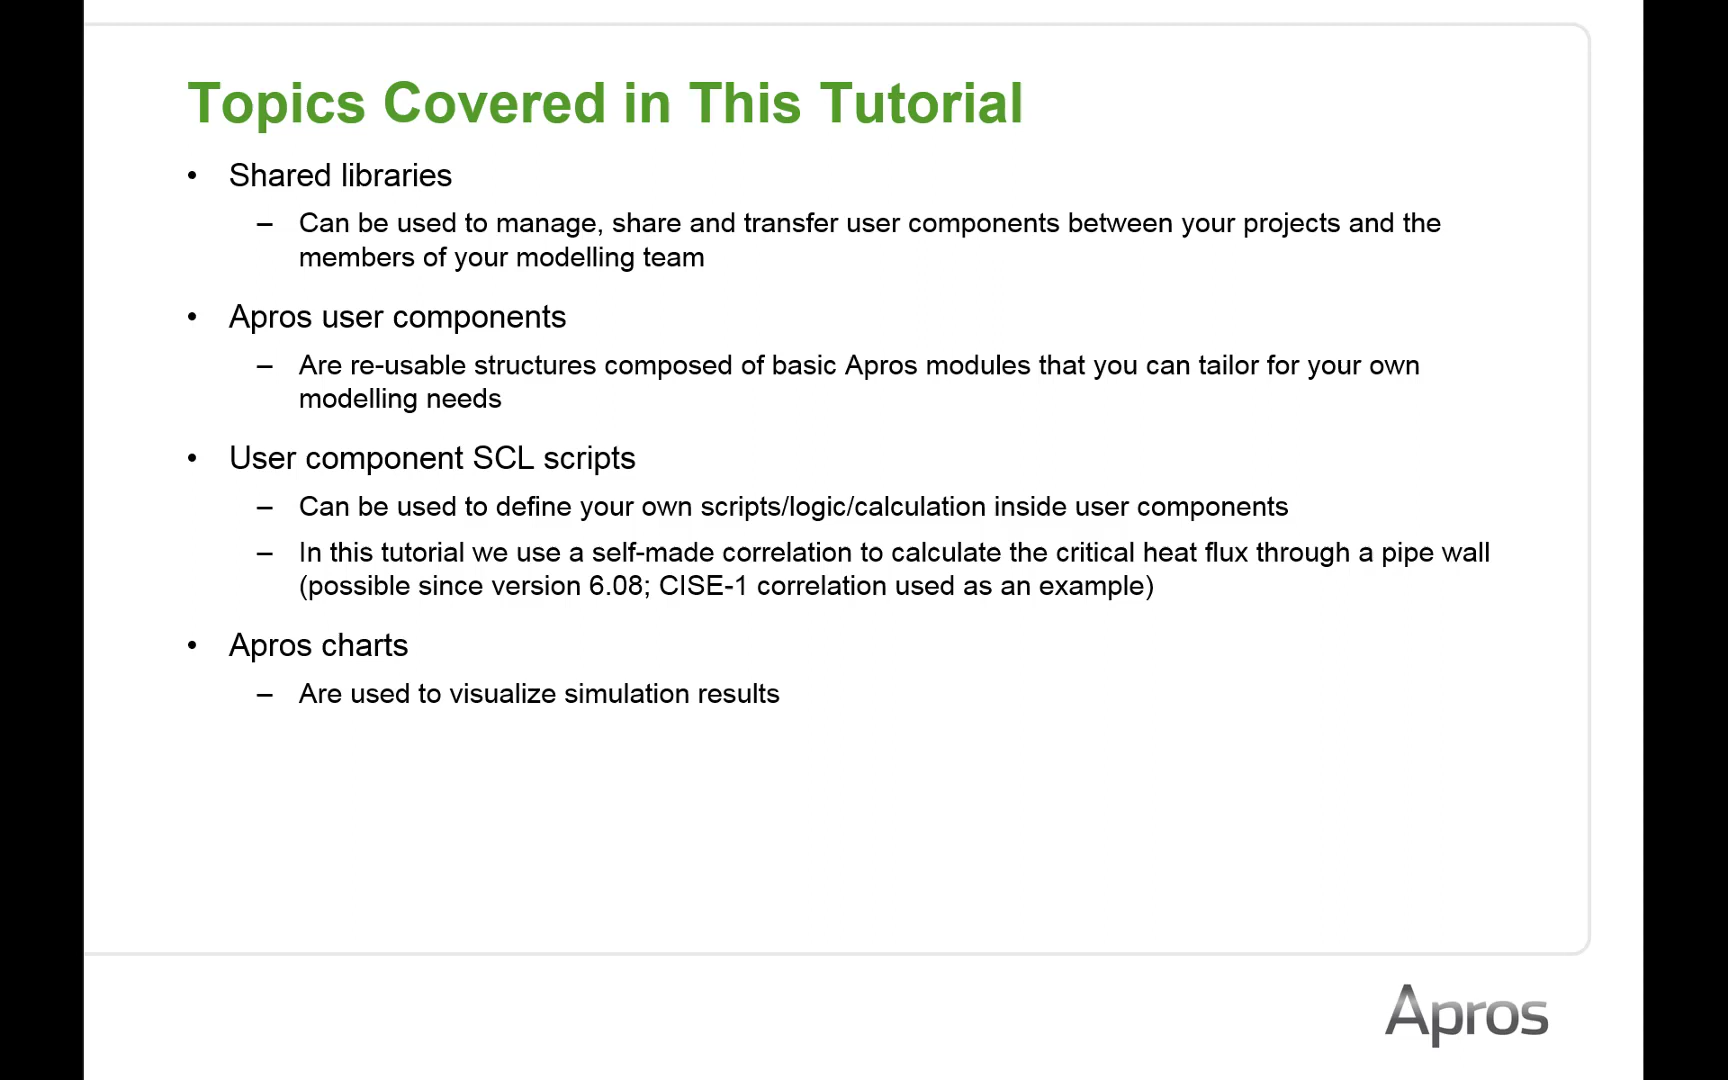 Topics Covered in This Tutorial
• Shared libraries
– Can be used to manage, share and transfer user components between your projects and the
members of your modelling team
• Apros user components
– Are re-usable structures composed of basic Apros modules that you can tailor for your own
modelling needs
• User component SCL scripts
– Can be used to define your own scripts/logic/calculation inside user components
– In this tutorial we use a self-made correlation to calculate the critical heat flux through a pipe wall
(possible since version 6.08; CISE-1 correlation used as an example)
• Apros charts
– Are used to visualize simulation results
Apros